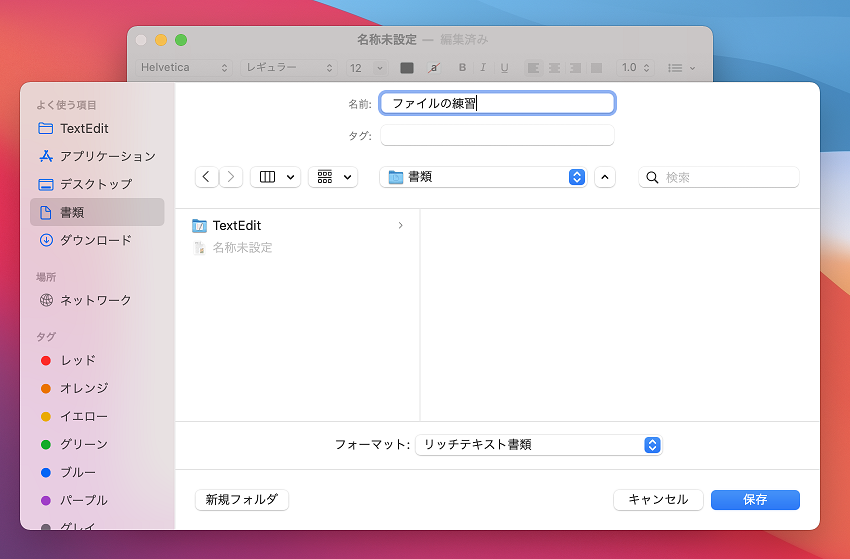 名称未設定 — 編集済み
Helvetica レギュラー 12 a B I U 1.0
よく使う項目
TextEdit
アプリケーション
デスクトップ
書類
ダウンロード
場所
ネットワーク
タグ
レッド
オレンジ
イエロー
グリーン
ブルー
パープル
グレイ
名前: ファイルの練習
タグ:
書類 検索
TextEdit
名称未設定
フォーマット: リッチテキスト書類
新規フォルダ キャンセル 保存